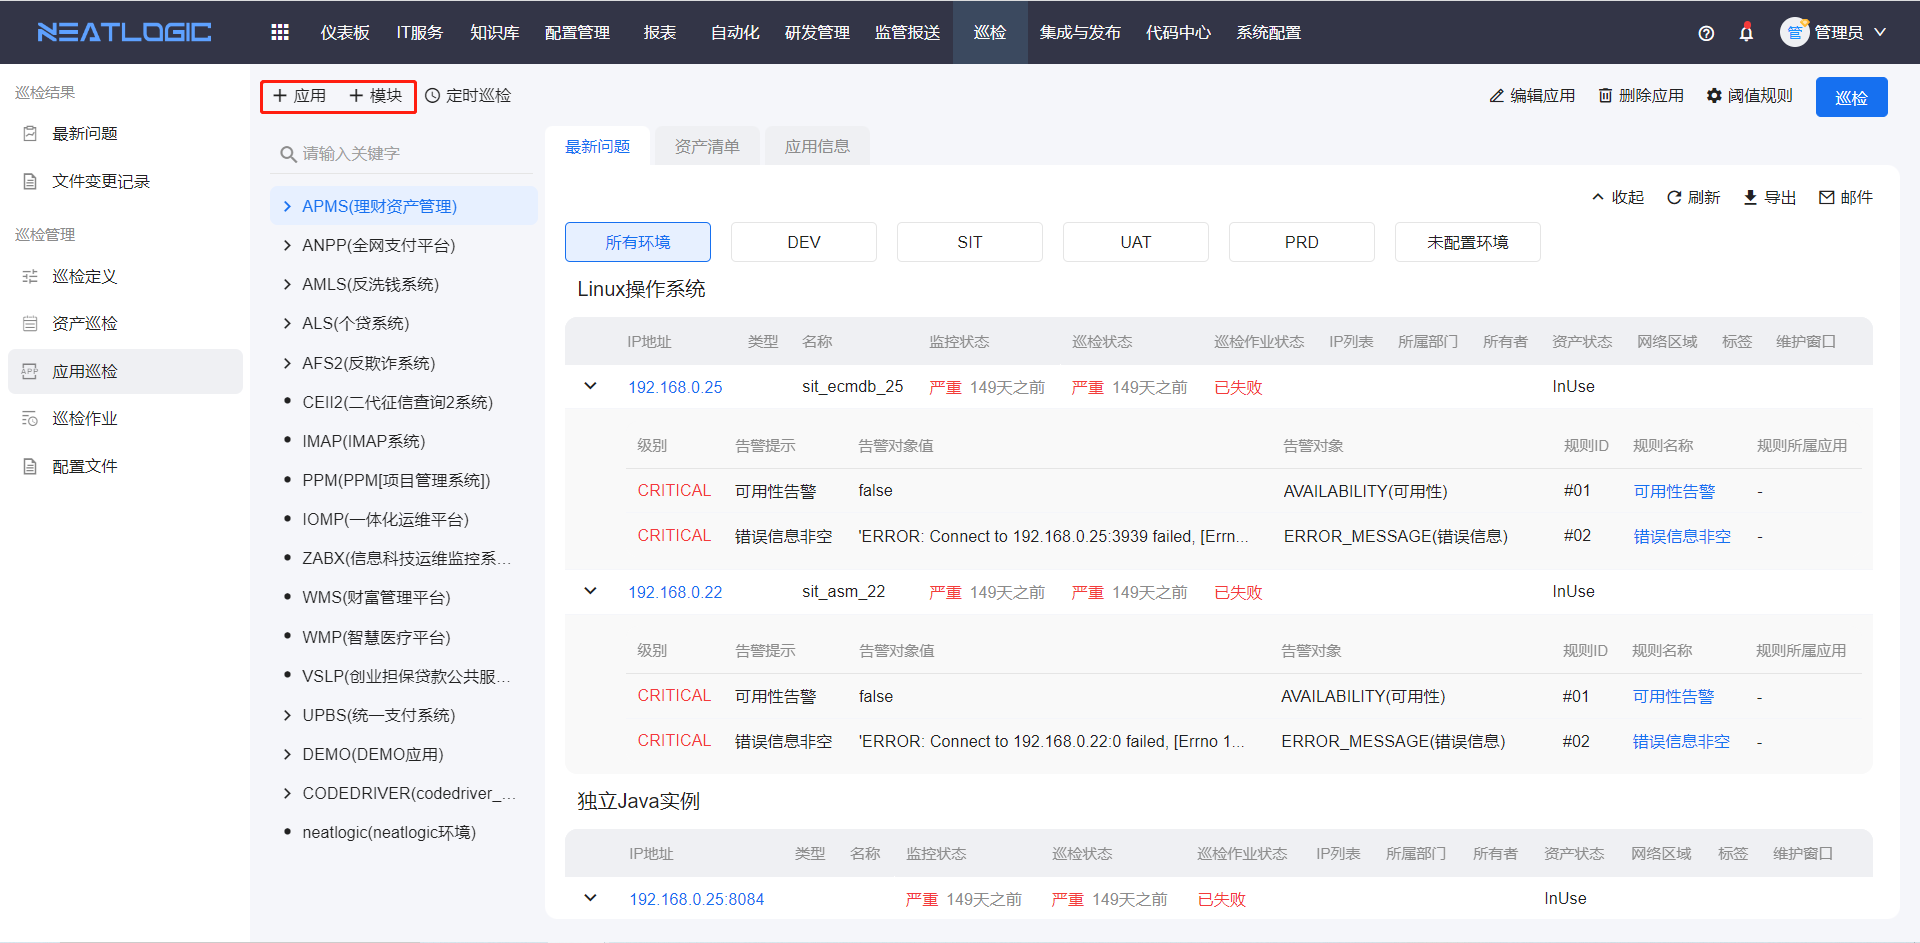 NEATLOGIC 仪表板 IT服务 知识库 配置管理 报表 自动化 研发管理 监管报送 巡检 集成与发布 代码中心 系统配置 管 管理员
巡检结果
最新问题
文件变更记录
巡检管理
巡检定义
资产巡检
APP 应用巡检
巡检作业
配置文件
应用 模块 定时巡检
编辑应用 删除应用 阈值规则 巡检
请输入关键字
APMS(理财资产管理)
ANPP(全网支付平台)
AMLS(反洗钱系统)
ALS(个贷系统)
AFS2(反欺诈系统)
CEII2(二代征信查询2系统)
IMAP(IMAP系统)
PPM(PPM[项目管理系统])
IOMP(一体化运维平台)
ZABX(信息科技运维监控系...
WMS(财富管理平台)
WMP(智慧医疗平台)
VSLP(创业担保贷款公共服...
UPBS(统一支付系统)
DEMO(DEMO应用)
CODEDRIVER(codedriver_...
neatlogic(neatlogic环境)
最新问题 资产清单 应用信息
收起 刷新 导出 邮件
所有环境 DEV SIT UAT PRD 未配置环境
Linux操作系统
IP地址 类型 名称 监控状态 巡检状态 巡检作业状态 IP列表 所属部门 所有者 资产状态 网络区域 标签 维护窗口
192.168.0.25 sit_ecmdb_25 严重 149天之前 严重 149天之前 已失败 InUse
级别 告警提示 告警对象值 告警对象 规则ID 规则名称 规则所属应用
CRITICAL 可用性告警 false AVAILABILITY(可用性) #01 可用性告警 -
CRITICAL 错误信息非空 'ERROR: Connect to 192.168.0.25:3939 failed, [Errn... ERROR_MESSAGE(错误信息) #02 错误信息非空 -
192.168.0.22 sit_asm_22 严重 149天之前 严重 149天之前 已失败 InUse
级别 告警提示 告警对象值 告警对象 规则ID 规则名称 规则所属应用
CRITICAL 可用性告警 false AVAILABILITY(可用性) #01 可用性告警 -
CRITICAL 错误信息非空 'ERROR: Connect to 192.168.0.22:0 failed, [Errno 1... ERROR_MESSAGE(错误信息) #02 错误信息非空 -
独立Java实例
IP地址 类型 名称 监控状态 巡检状态 巡检作业状态 IP列表 所属部门 所有者 资产状态 网络区域 标签 维护窗口
192.168.0.25:8084 严重 149天之前 严重 149天之前 已失败 InUse